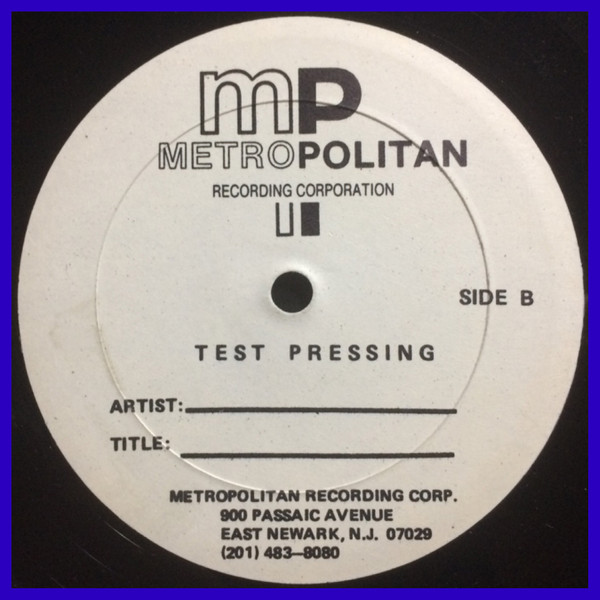 mP
METROPOLITAN
RECORDING CORPORATION
SIDE B
TEST PRESSING
ARTIST:
TITLE:
METROPOLITAN RECORDING CORP.
900 PASSAIC AVENUE
EAST NEWARK, N.J. 07029
(201) 483-8080